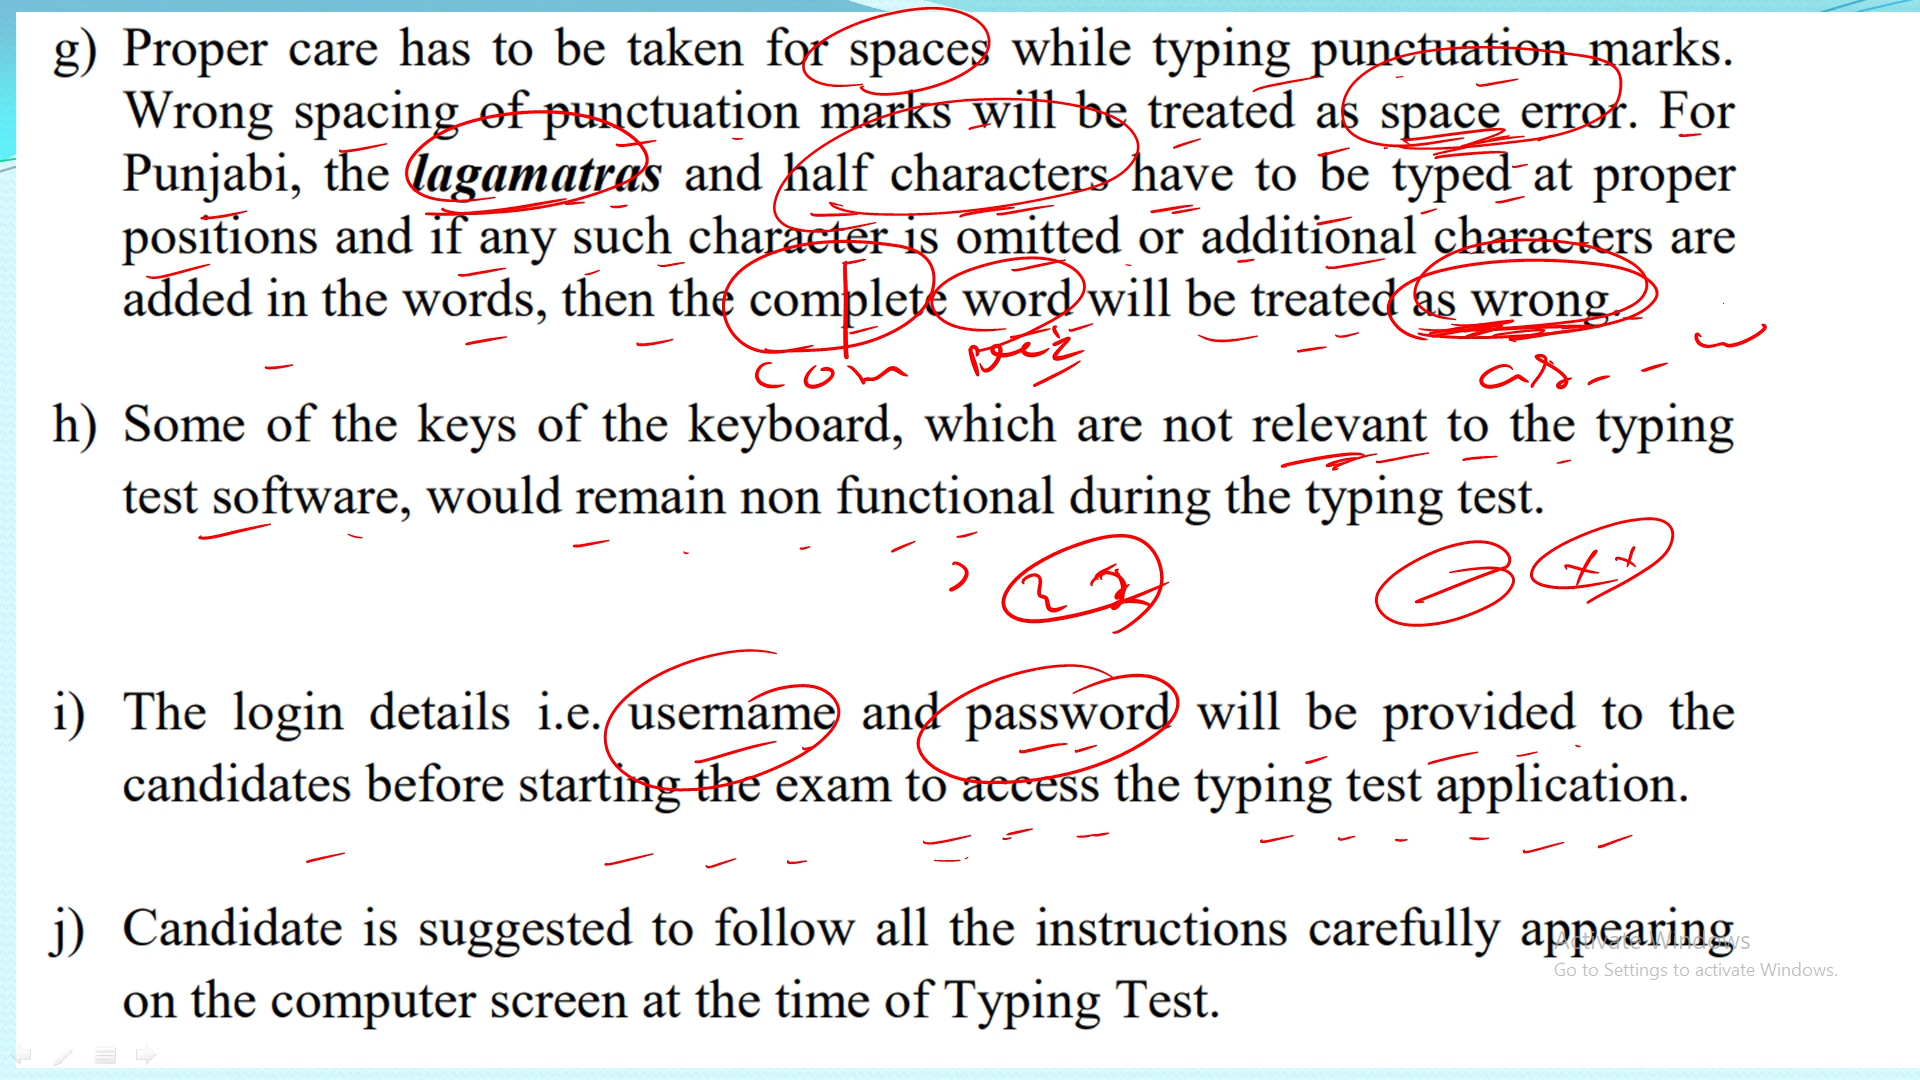 g) Proper care has to be taken for spaces while typing punctuation marks.
Wrong spacing of punctuation marks will be treated as space error. For
Punjabi, the lagamatras and half characters have to be typed at proper
positions and if any such character is omitted or additional characters are
added in the words, then the complete word will be treated as wrong.
com
as
h) Some of the keys of the keyboard, which are not relevant to the typing
test software, would remain non functional during the typing test.
i) The login details i.e. username and password will be provided to the
candidates before starting the exam to access the typing test application.
j) Candidate is suggested to follow all the instructions carefully appearing
on the computer screen at the time of Typing Test.
Activate Windows
Go to Settings to activate Windows.